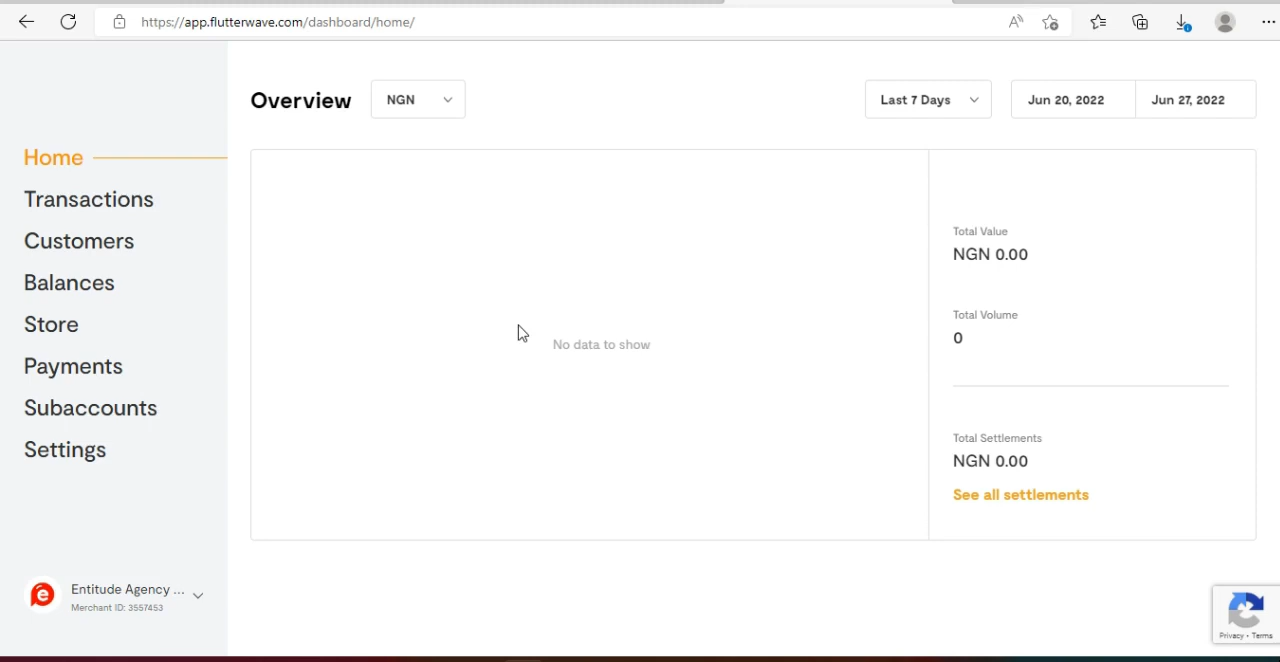 https://app.flutterwave.com/dashboard/home/
Overview
NGN
Last 7 Days
Jun 20, 2022
Jun 27, 2022
Home
Transactions
Customers
Balances
Store
Payments
Subaccounts
Settings
No data to show
Total Value
NGN 0.00
Total Volume
0
Total Settlements
NGN 0.00
See all settlements
Entitude Agency ...
Merchant ID: 3557453
Privacy • Terms